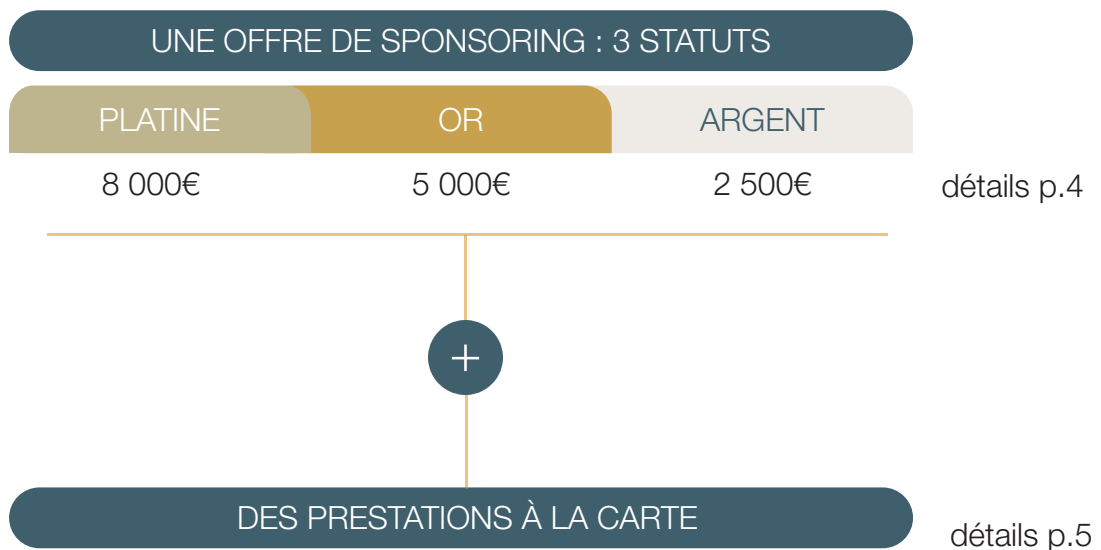 UNE OFFRE DE SPONSORING : 3 STATUTS
PLATINE OR ARGENT
8 000€ 5 000€ 2 500€ détails p.4
+
DES PRESTATIONS À LA CARTE
détails p.5